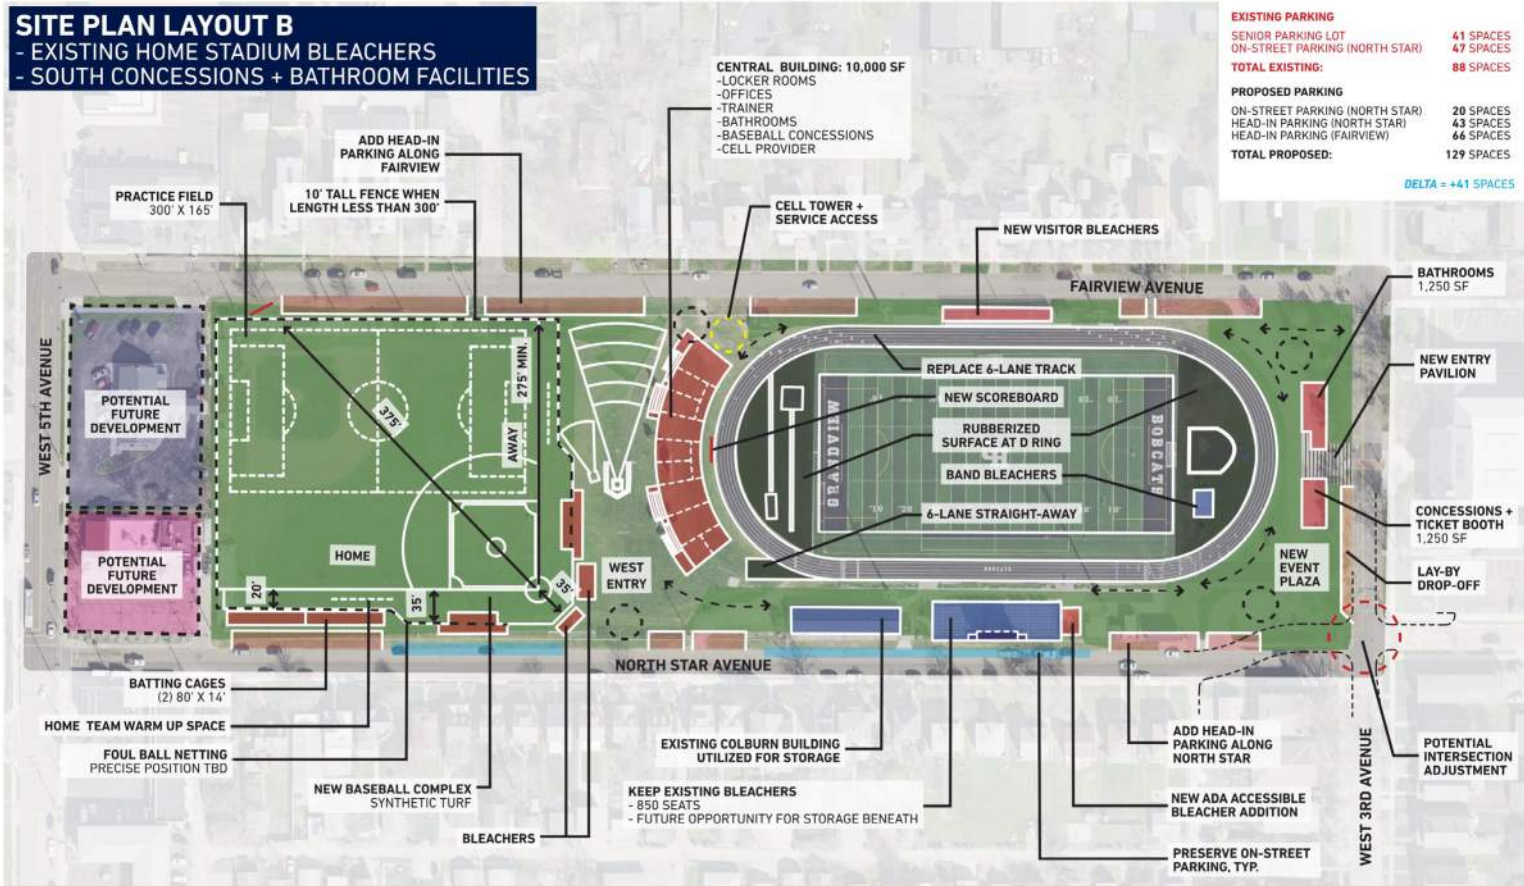 SITE PLAN LAYOUT B
- EXISTING HOME STADIUM BLEACHERS
- SOUTH CONCESSIONS + BATHROOM FACILITIES
EXISTING PARKING
SENIOR PARKING LOT 41 SPACES
ON-STREET PARKING (NORTH STAR) 47 SPACES
TOTAL EXISTING: 88 SPACES
PROPOSED PARKING
ON-STREET PARKING (NORTH STAR) 20 SPACES
HEAD-IN PARKING (NORTH STAR) 43 SPACES
HEAD-IN PARKING (FAIRVIEW) 66 SPACES
TOTAL PROPOSED: 129 SPACES
DELTA = +41 SPACES
CENTRAL BUILDING: 10,000 SF
-LOCKER ROOMS
-OFFICES
-TRAINER
-BATHROOMS
-BASEBALL CONCESSIONS
-CELL PROVIDER
ADD HEAD-IN
PARKING ALONG
FAIRVIEW
PRACTICE FIELD
300' X 165'
10' TALL FENCE WHEN
LENGTH LESS THAN 300'
CELL TOWER +
SERVICE ACCESS
NEW VISITOR BLEACHERS
FAIRVIEW AVENUE
BATHROOMS
1,250 SF
NEW ENTRY
PAVILION
WEST 5TH AVENUE
POTENTIAL
FUTURE
DEVELOPMENT
375'
275' MIN.
AWAY
REPLACE 6-LANE TRACK
NEW SCOREBOARD
RUBBERIZED
SURFACE AT D RING
BAND BLEACHERS
6-LANE STRAIGHT-AWAY
GRANDVIEW
BOBCATS
CONCESSIONS +
TICKET BOOTH
1,250 SF
LAY-BY
DROP-OFF
POTENTIAL
FUTURE
DEVELOPMENT
HOME
20'
35'
35'
WEST
ENTRY
NEW
EVENT
PLAZA
NORTH STAR AVENUE
BATTING CAGES
(2) 80' X 14'
HOME TEAM WARM UP SPACE
FOUL BALL NETTING
PRECISE POSITION TBD
NEW BASEBALL COMPLEX
SYNTHETIC TURF
BLEACHERS
EXISTING COLBURN BUILDING
UTILIZED FOR STORAGE
KEEP EXISTING BLEACHERS
- 850 SEATS
- FUTURE OPPORTUNITY FOR STORAGE BENEATH
ADD HEAD-IN
PARKING ALONG
NORTH STAR
NEW ADA ACCESSIBLE
BLEACHER ADDITION
PRESERVE ON-STREET
PARKING, TYP.
WEST 3RD AVENUE
POTENTIAL
INTERSECTION
ADJUSTMENT